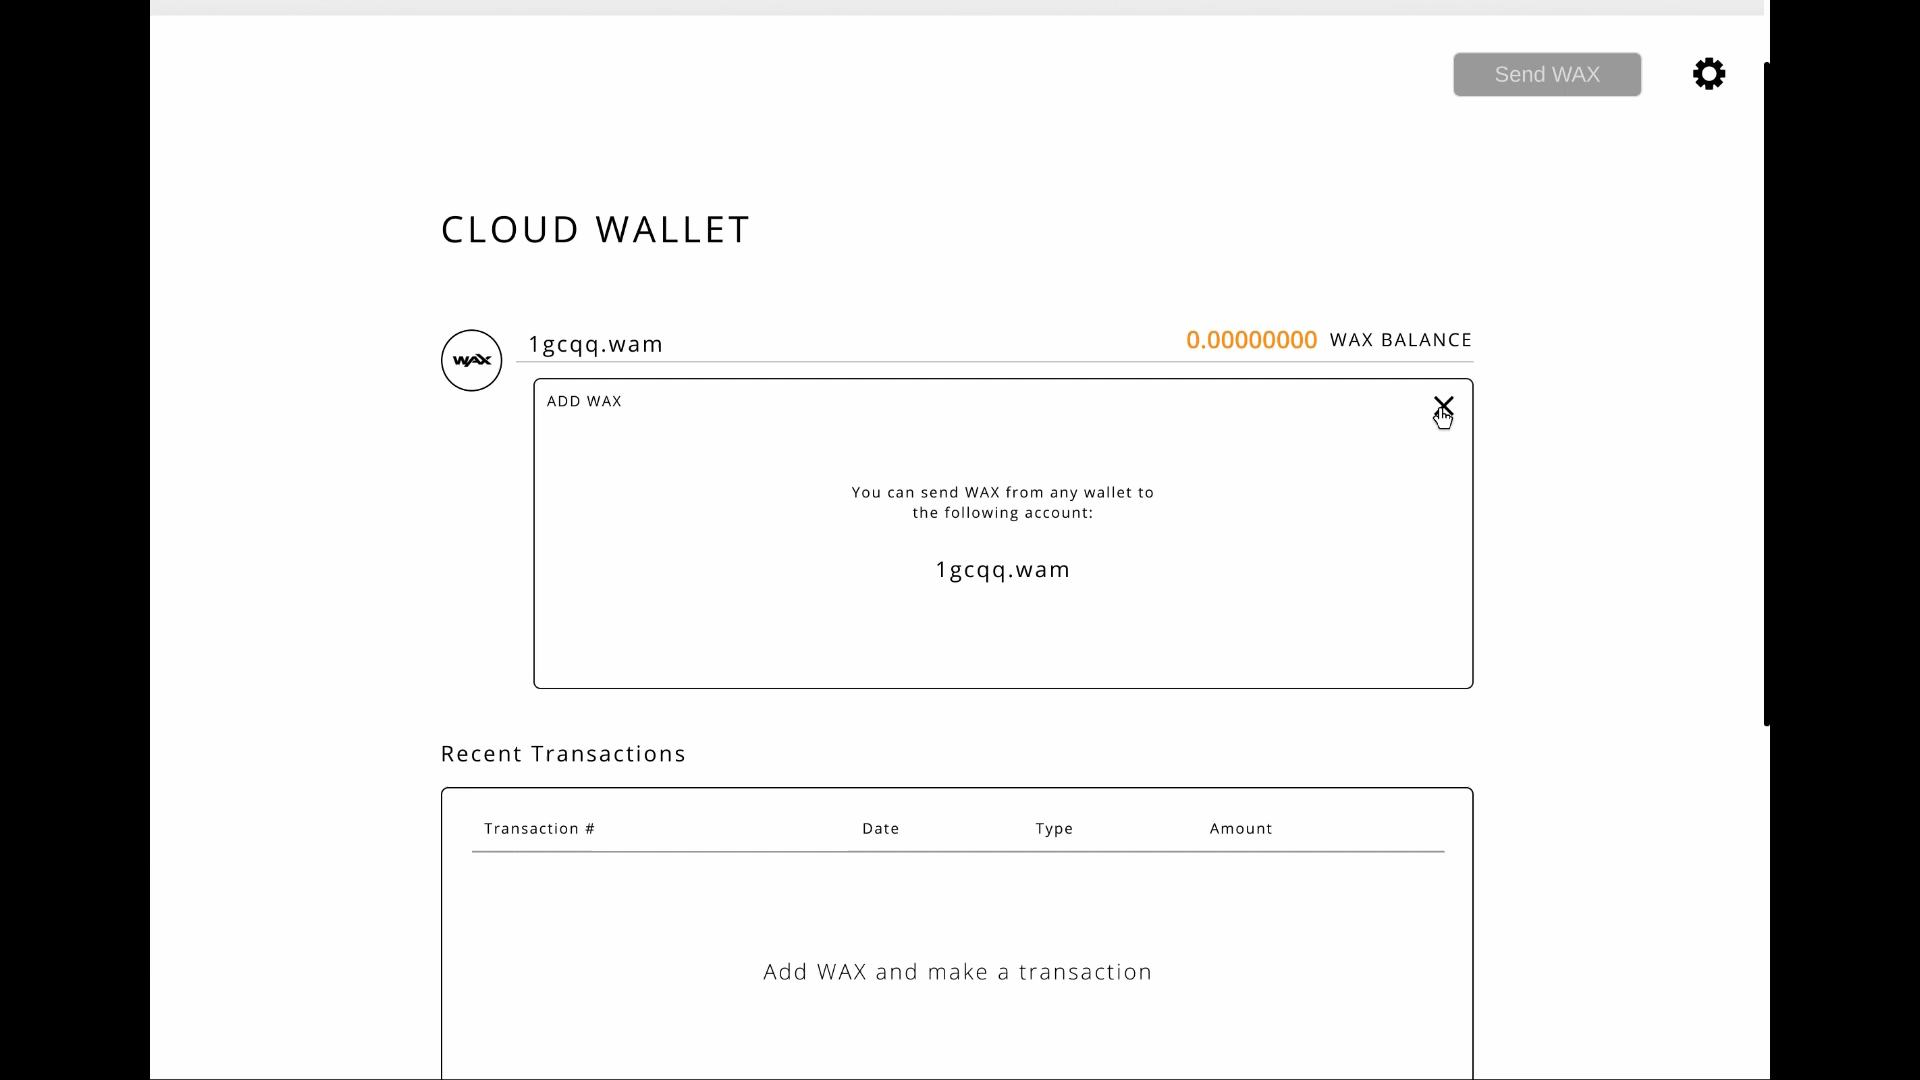 Send WAX
CLOUD WALLET
WAX
1gcqq.wam
0.00000000 WAX BALANCE
ADD WAX
You can send WAX from any wallet to
the following account:
1gcqq.wam
Recent Transactions
Transaction # Date Type Amount
Add WAX and make a transaction